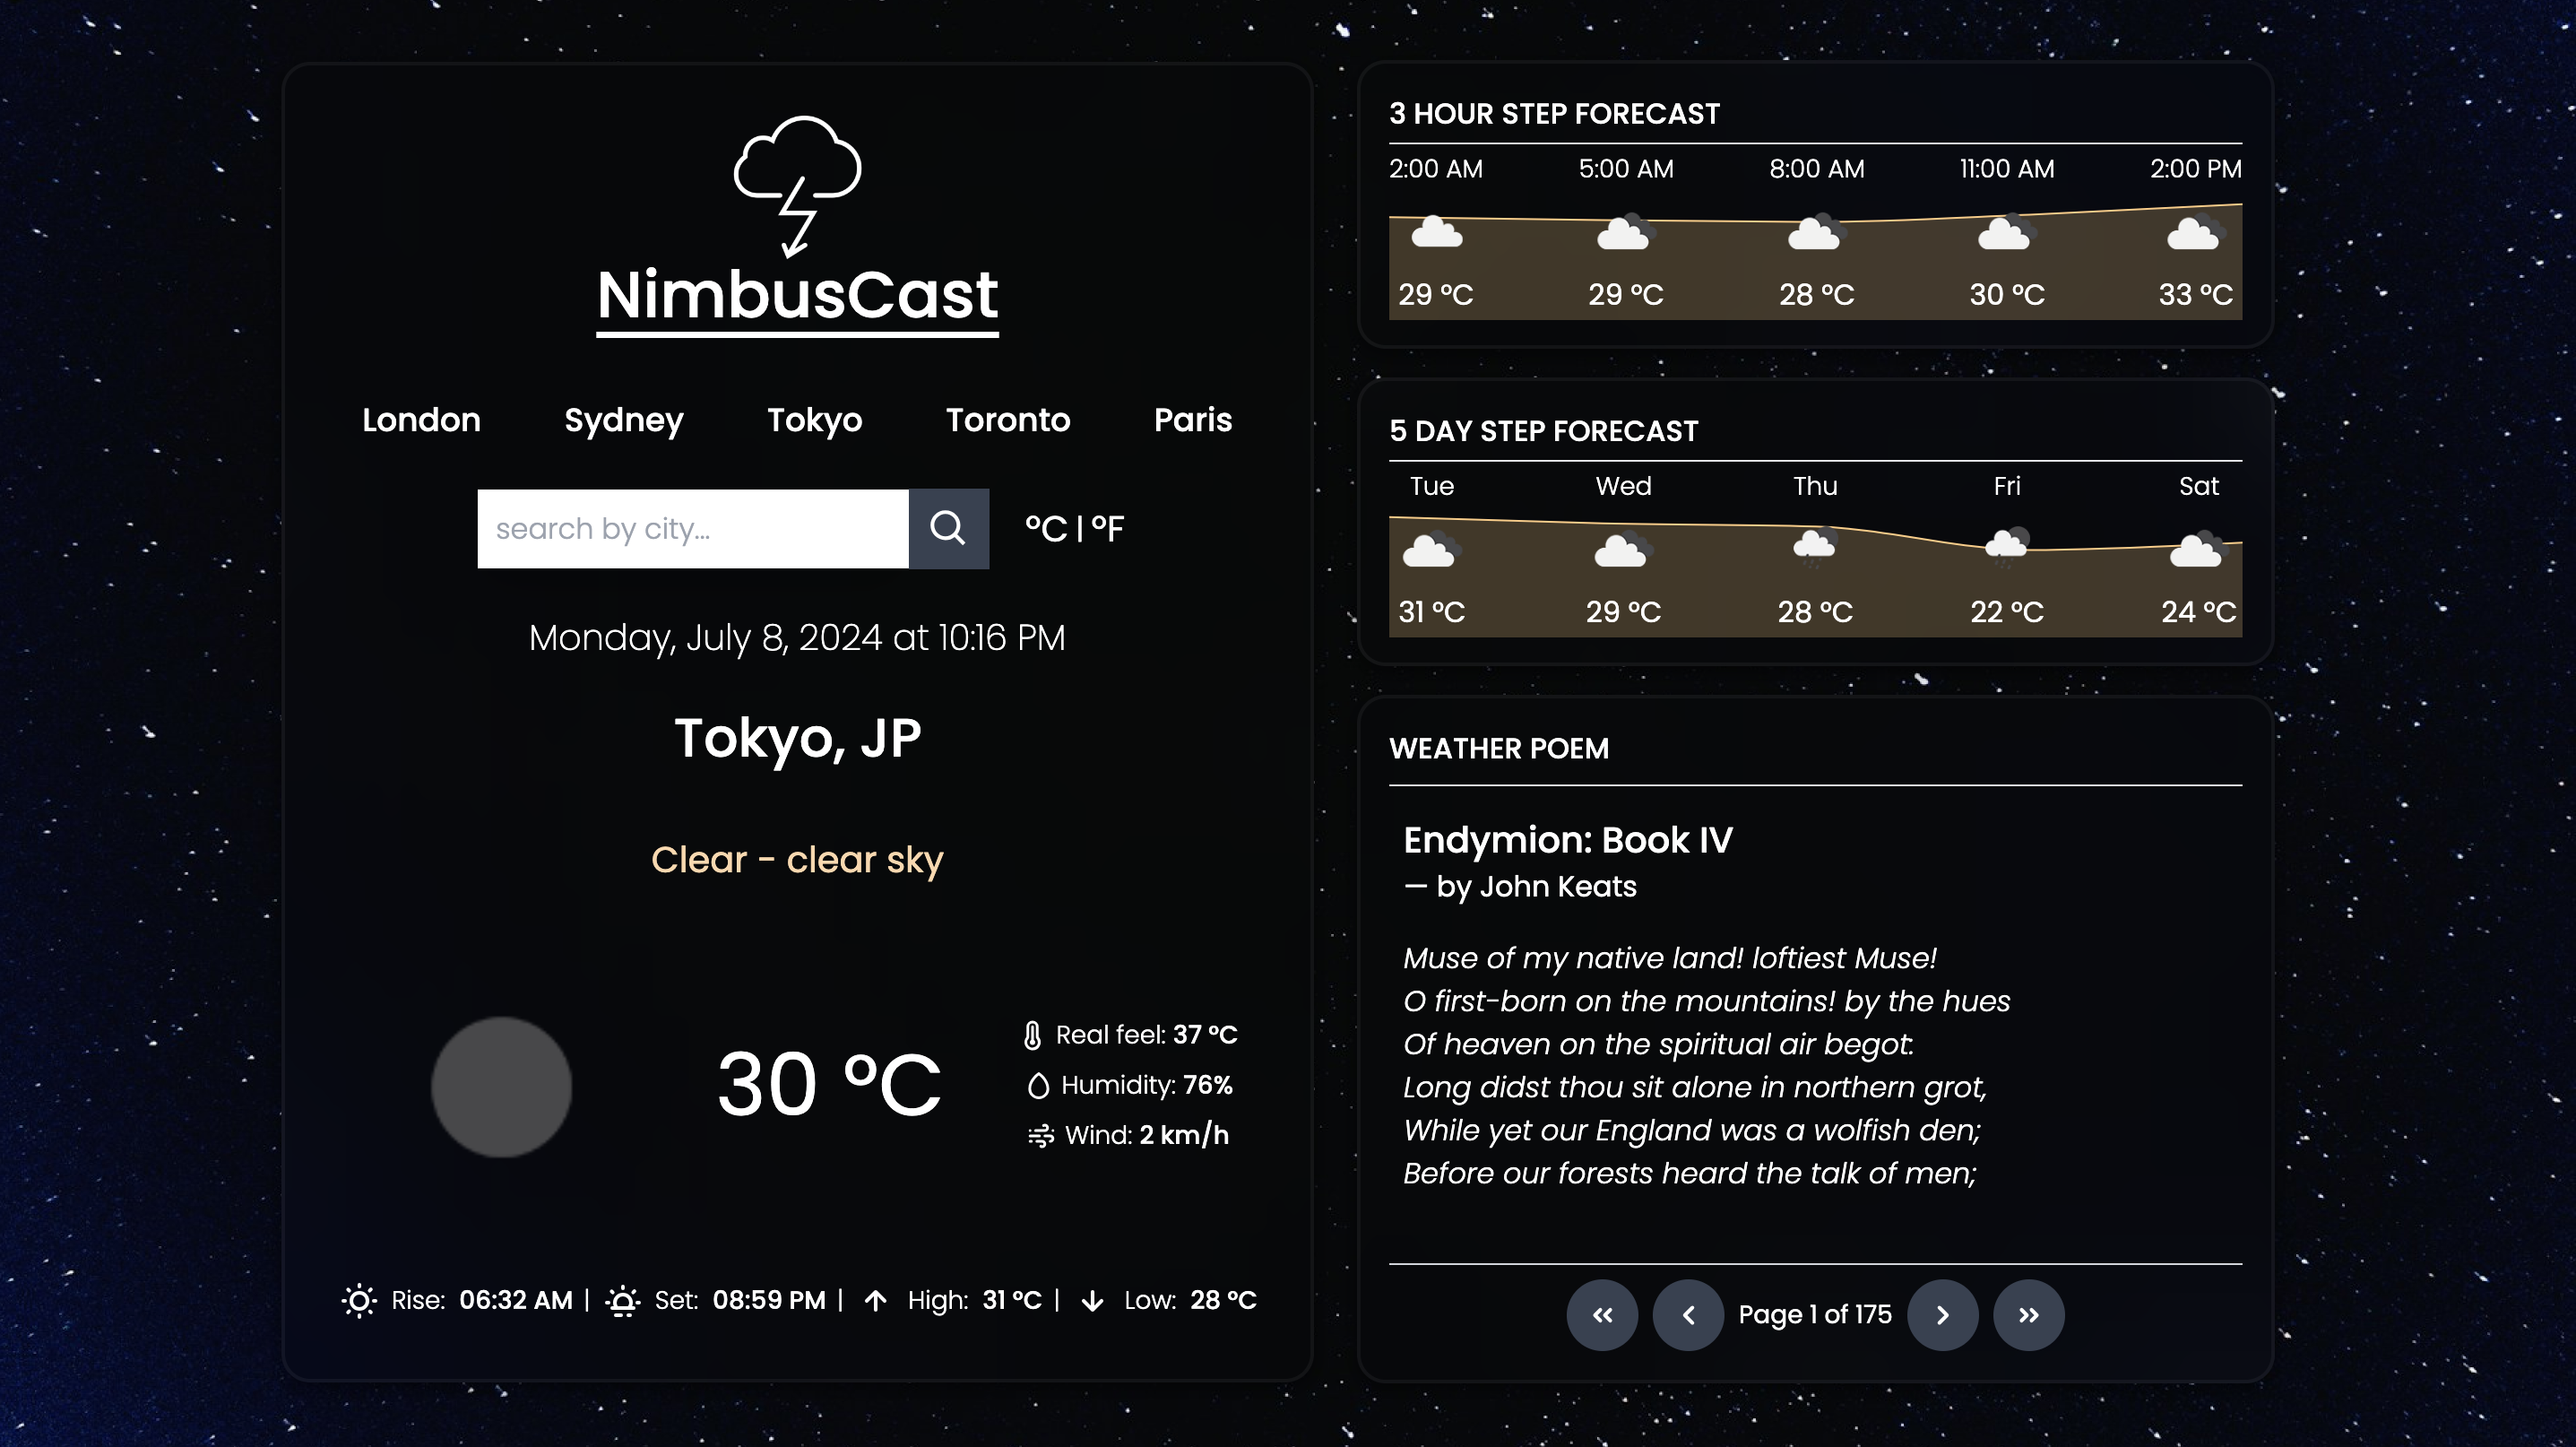 NimbusCast
London Sydney Tokyo Toronto Paris
search by city...
°C | °F
Monday, July 8, 2024 at 10:16 PM
Tokyo, JP
Clear - clear sky
30 °C
Real feel: 37 °C
Humidity: 76%
Wind: 2 km/h
Rise: 06:32 AM | Set: 08:59 PM | High: 31 °C | Low: 28 °C
3 HOUR STEP FORECAST
2:00 AM 5:00 AM 8:00 AM 11:00 AM 2:00 PM
29 °C 29 °C 28 °C 30 °C 33 °C
5 DAY STEP FORECAST
Tue Wed Thu Fri Sat
31 °C 29 °C 28 °C 22 °C 24 °C
WEATHER POEM
Endymion: Book IV
— by John Keats
Muse of my native land! loftiest Muse!
O first-born on the mountains! by the hues
Of heaven on the spiritual air begot:
Long didst thou sit alone in northern grot,
While yet our England was a wolfish den;
Before our forests heard the talk of men;
Page 1 of 175